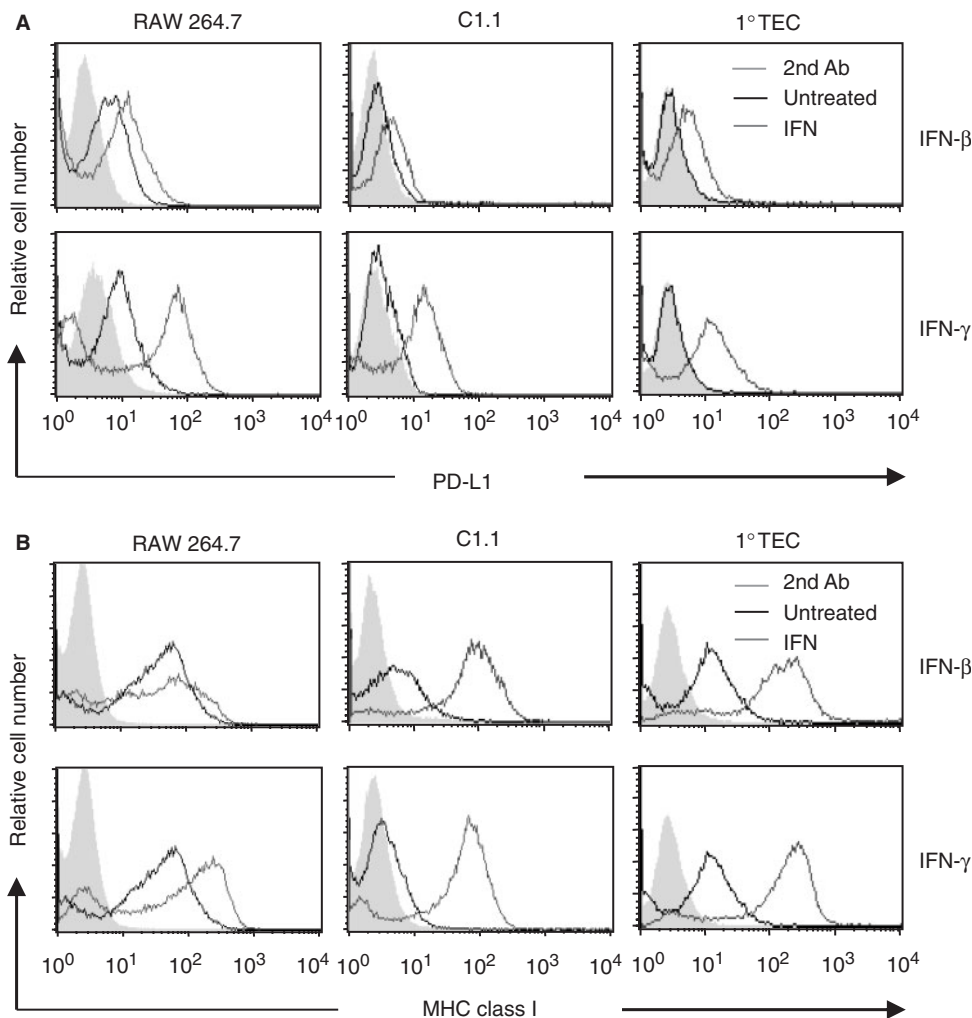 A
RAW 264.7
C1.1
1° TEC
2nd Ab
Untreated
IFN
IFN-β
Relative cell number
IFN-γ
10⁰ 10¹ 10² 10³ 10⁴
10⁰ 10¹ 10² 10³ 10⁴
10⁰ 10¹ 10² 10³ 10⁴
PD-L1
B
RAW 264.7
C1.1
1° TEC
2nd Ab
Untreated
IFN
IFN-β
Relative cell number
IFN-γ
10⁰ 10¹ 10² 10³ 10⁴
10⁰ 10¹ 10² 10³ 10⁴
10⁰ 10¹ 10² 10³ 10⁴
MHC class I